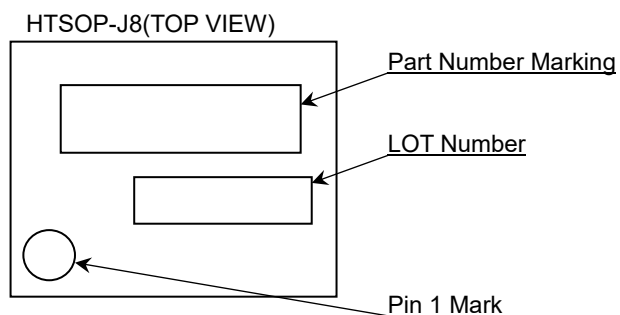 HTSOP-J8(TOP VIEW)
Part Number Marking
LOT Number
Pin 1 Mark